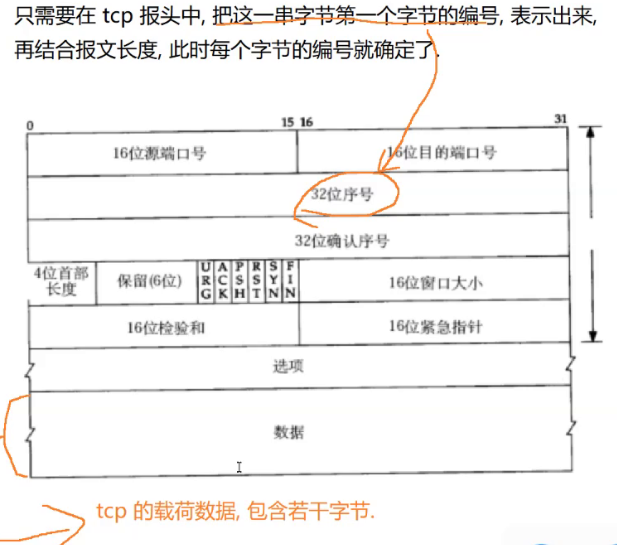 只需要在 tcp 报头中, 把这一串字节第一个字节的编号, 表示出来,
再结合报文长度, 此时每个字节的编号就确定了.
0 15 16 31
16位源端口号 16位目的端口号
32位序号
32位确认序号
4位首部长度 保留(6位) URG ACK PSH RST SYN FIN 16位窗口大小
16位检验和 16位紧急指针
选项
数据
tcp 的载荷数据, 包含若干字节.